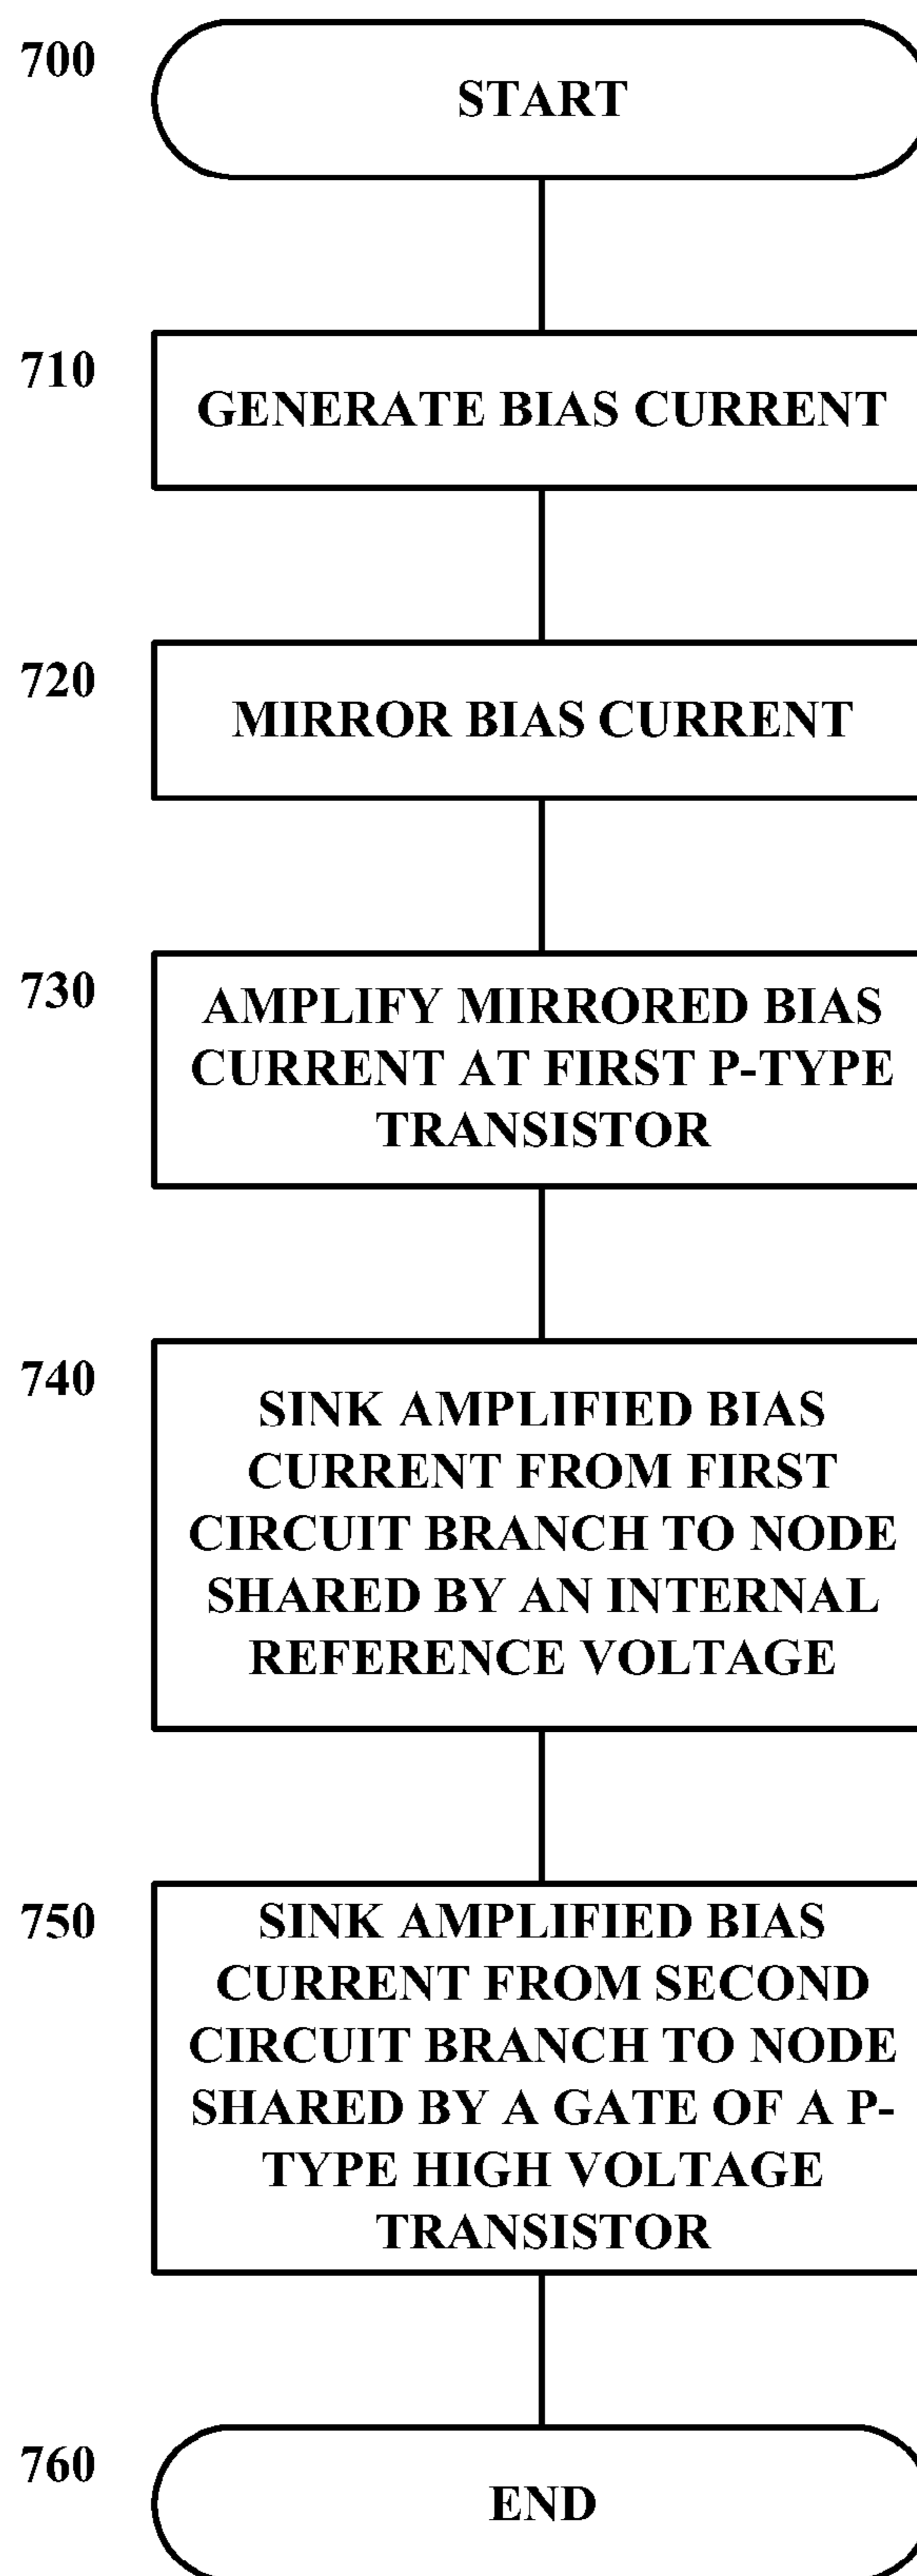 700
START
710
GENERATE BIAS CURRENT
720
MIRROR BIAS CURRENT
730
AMPLIFY MIRRORED BIAS
CURRENT AT FIRST P-TYPE
TRANSISTOR
740
SINK AMPLIFIED BIAS
CURRENT FROM FIRST
CIRCUIT BRANCH TO NODE
SHARED BY AN INTERNAL
REFERENCE VOLTAGE
750
SINK AMPLIFIED BIAS
CURRENT FROM SECOND
CIRCUIT BRANCH TO NODE
SHARED BY A GATE OF A P-
TYPE HIGH VOLTAGE
TRANSISTOR
760
END